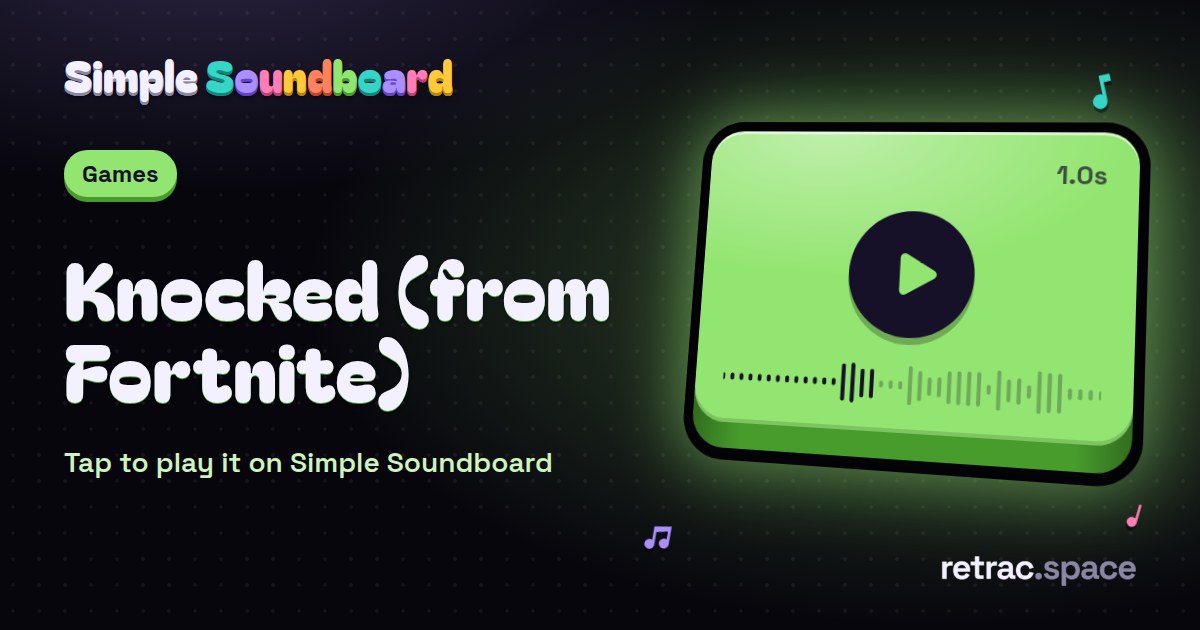 Simple Soundboard
Games
1.0s
Knocked (from
Fortnite)
Tap to play it on Simple Soundboard
retrac.space